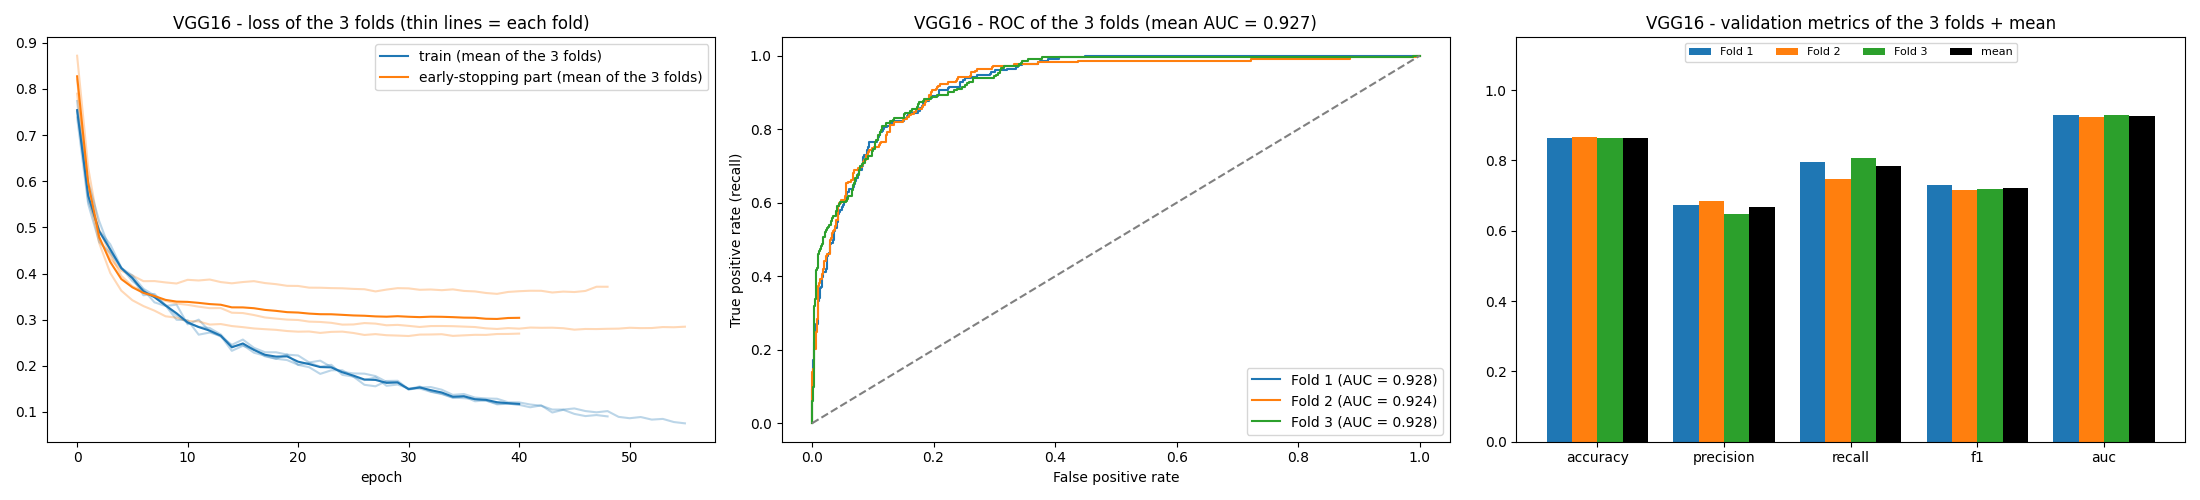 VGG16 - loss of the 3 folds (thin lines = each fold)
train (mean of the 3 folds)
early-stopping part (mean of the 3 folds)
0.9
0.8
0.7
0.6
0.5
0.4
0.3
0.2
0.1
0 10 20 30 40 50
epoch
VGG16 - ROC of the 3 folds (mean AUC = 0.927)
True positive rate (recall)
1.0
0.8
0.6
0.4
0.2
0.0
Fold 1 (AUC = 0.928)
Fold 2 (AUC = 0.924)
Fold 3 (AUC = 0.928)
0.0 0.2 0.4 0.6 0.8 1.0
False positive rate
VGG16 - validation metrics of the 3 folds + mean
Fold 1 Fold 2 Fold 3 mean
1.0
0.8
0.6
0.4
0.2
0.0
accuracy precision recall f1 auc